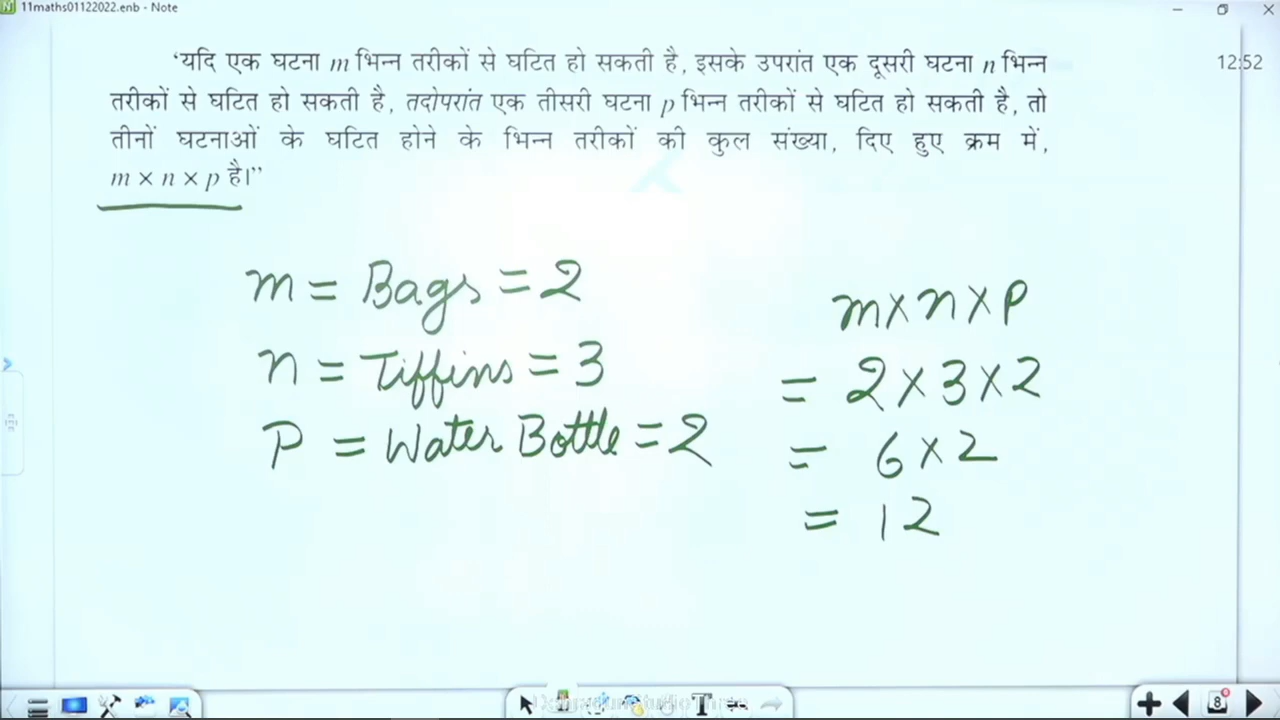 11maths01122022.enb - Note
12:52
‘यदि एक घटना m भिन्न तरीकों से घटित हो सकती है, इसके उपरांत एक दूसरी घटना n भिन्न
तरीकों से घटित हो सकती है, तदोपरांत एक तीसरी घटना p भिन्न तरीकों से घटित हो सकती है, तो
तीनों घटनाओं के घटित होने के भिन्न तरीकों की कुल संख्या, दिए हुए क्रम में,
m × n × p है।”
m = Bags = 2
n = Tiffins = 3
P = Water Bottle = 2
m × n × P
= 2 × 3 × 2
= 6 × 2
= 12
8